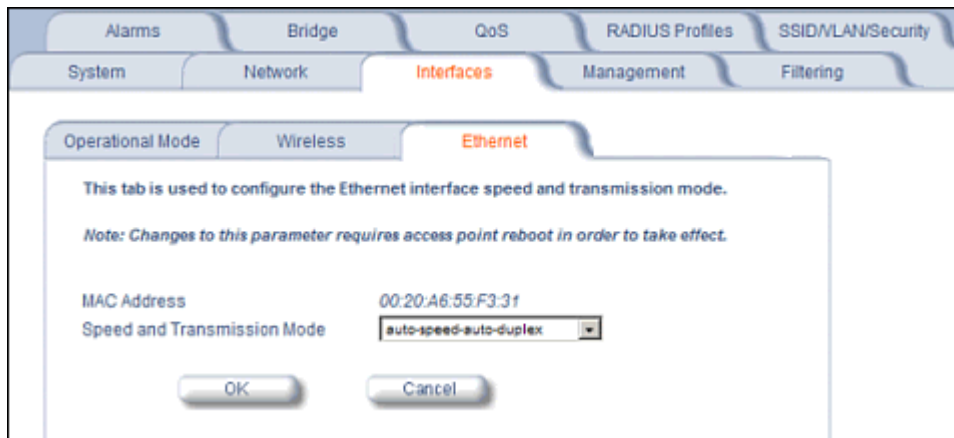 Alarms Bridge QoS RADIUS Profiles SSID/VLAN/Security
System Network Interfaces Management Filtering
Operational Mode Wireless Ethernet
This tab is used to configure the Ethernet interface speed and transmission mode.
Note: Changes to this parameter requires access point reboot in order to take effect.
MAC Address 00:20:A6:55:F3:31
Speed and Transmission Mode auto-speed-auto-duplex
OK Cancel